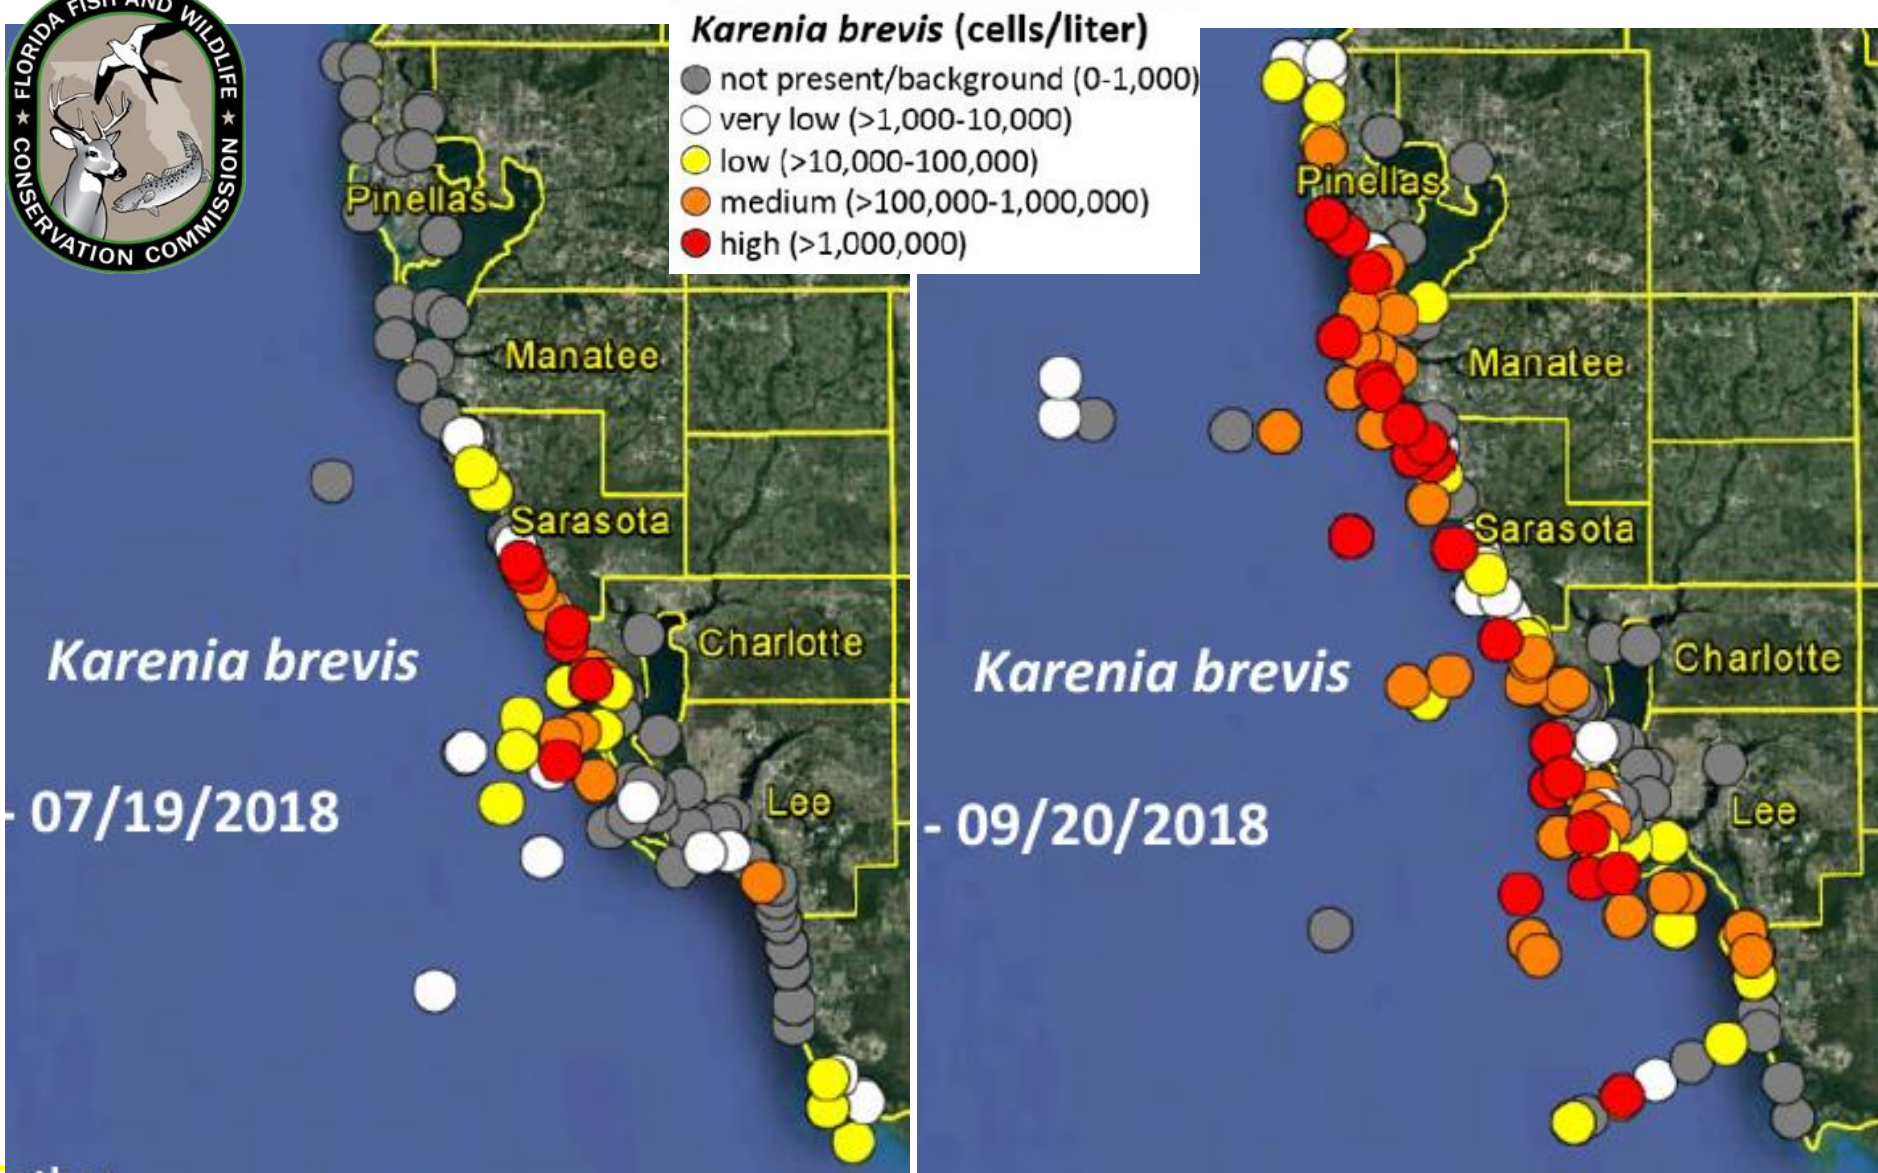 FLORIDA FISH AND WILDLIFE
CONSERVATION COMMISSION
Karenia brevis (cells/liter)
not present/background (0-1,000)
very low (>1,000-10,000)
low (>10,000-100,000)
medium (>100,000-1,000,000)
high (>1,000,000)
Pinellas
Manatee
Sarasota
Charlotte
Lee
Karenia brevis
- 07/19/2018
Pinellas
Manatee
Sarasota
Charlotte
Lee
Karenia brevis
- 09/20/2018